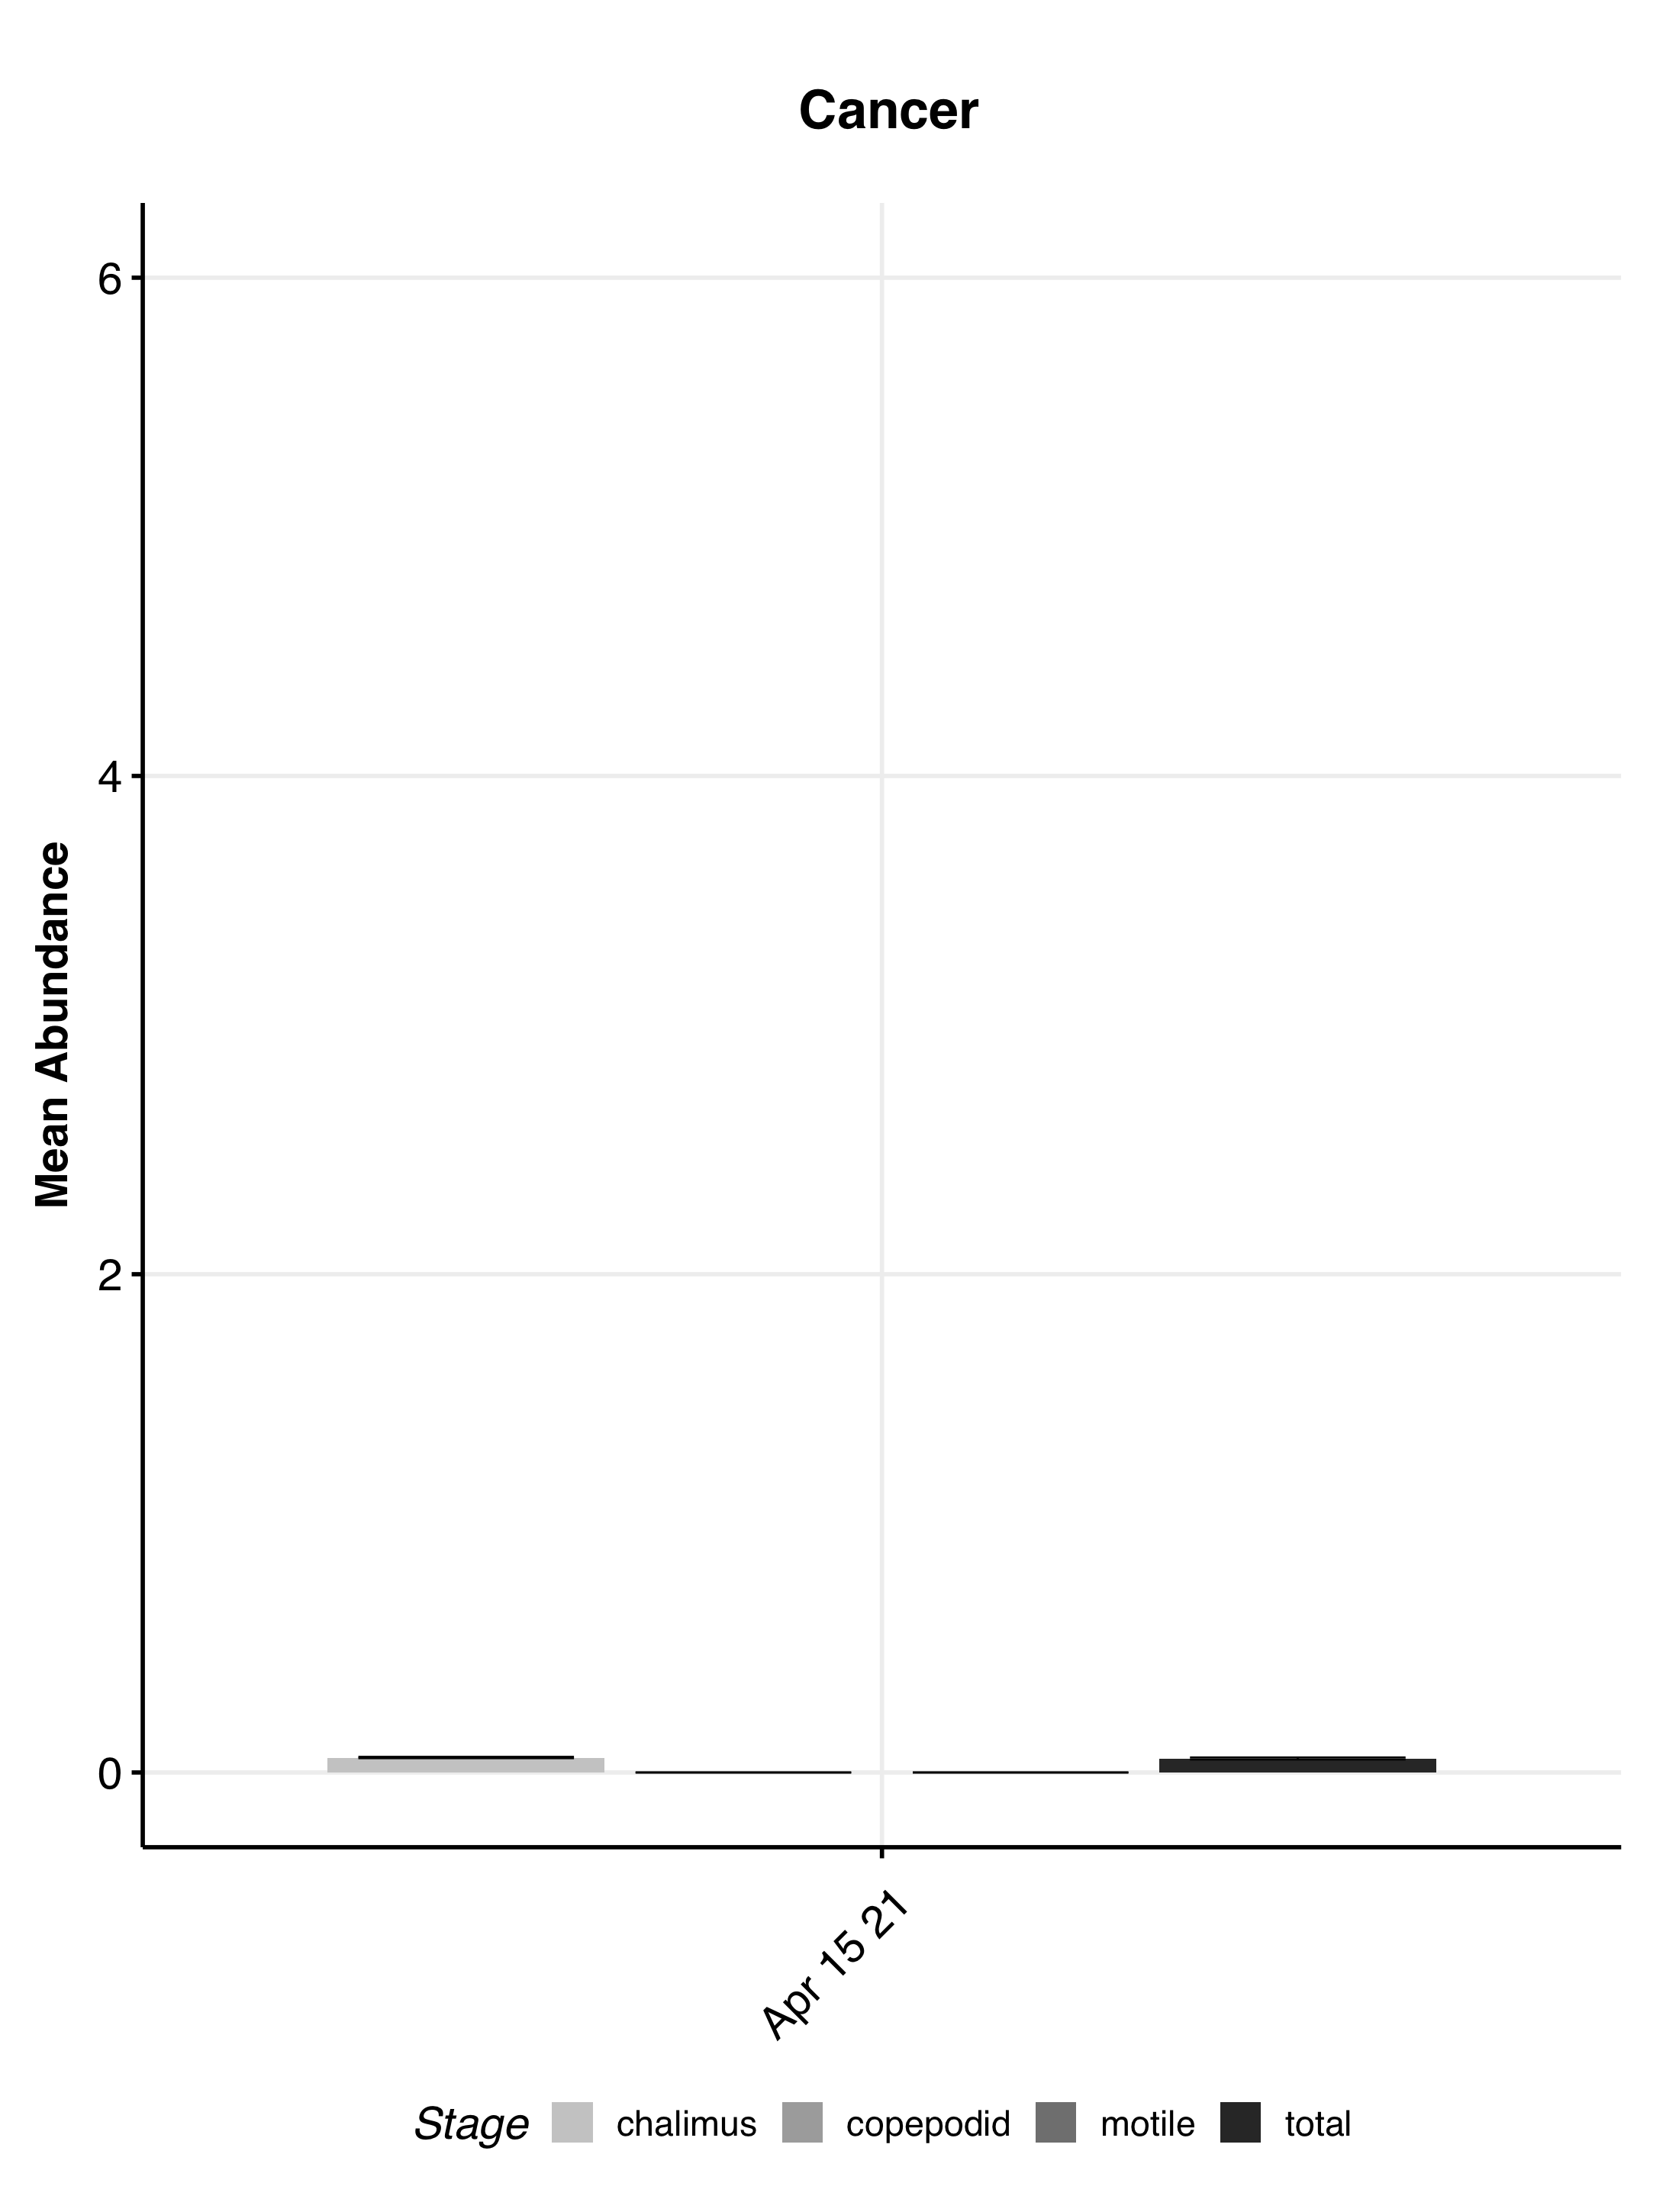 Cancer
Mean Abundance
6
4
2
0
Apr 15 21
Stage chalimus copepodid motile total